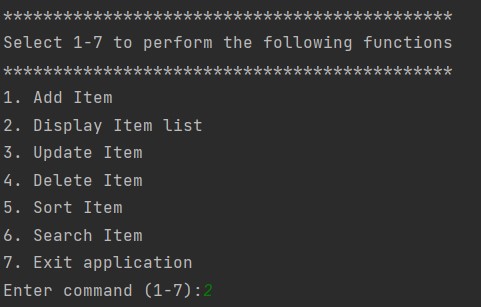 *********************************************
Select 1-7 to perform the following functions
*********************************************
1. Add Item
2. Display Item list
3. Update Item
4. Delete Item
5. Sort Item
6. Search Item
7. Exit application
Enter command (1-7):2